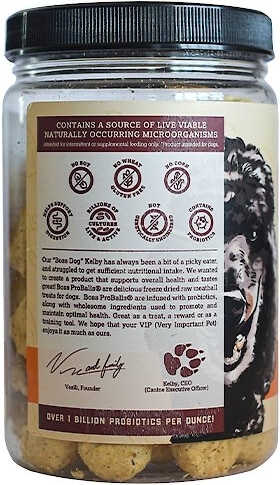 CONTAINS A SOURCE OF LIVE VIABLE
NATURALLY OCCURRING MICROORGANISMS
Intended for intermittent or supplemental feeding only. *Product intended for dogs.
NO SOY
NO WHEAT
GLUTEN FREE
NO CORN
HELPS SUPPORT
DIGESTION
BILLIONS OF
CULTURES
LIVE & ACTIVE
NOT
GENETICALLY
CONTAINS
PROBIOTICS
Our "Boss Dog" Kelby has always been a bit of a picky eater,
and struggled to get sufficient nutritional intake. We wanted
to create a product that supports overall health and tastes
great! Boss ProBalls® are delicious freeze dried raw meatball
treats for dogs. Boss ProBalls® are infused with probiotics,
along with wholesome ingredients used to promote and
maintain optimal health. Great as a treat, a reward or as a
training tool. We hope that your VIP (Very Important Pet)
enjoys it as much as ours.
Vasili, Founder
Kelby, CEO
(Canine Executive Officer)
OVER 1 BILLION PROBIOTICS PER OUNCE!